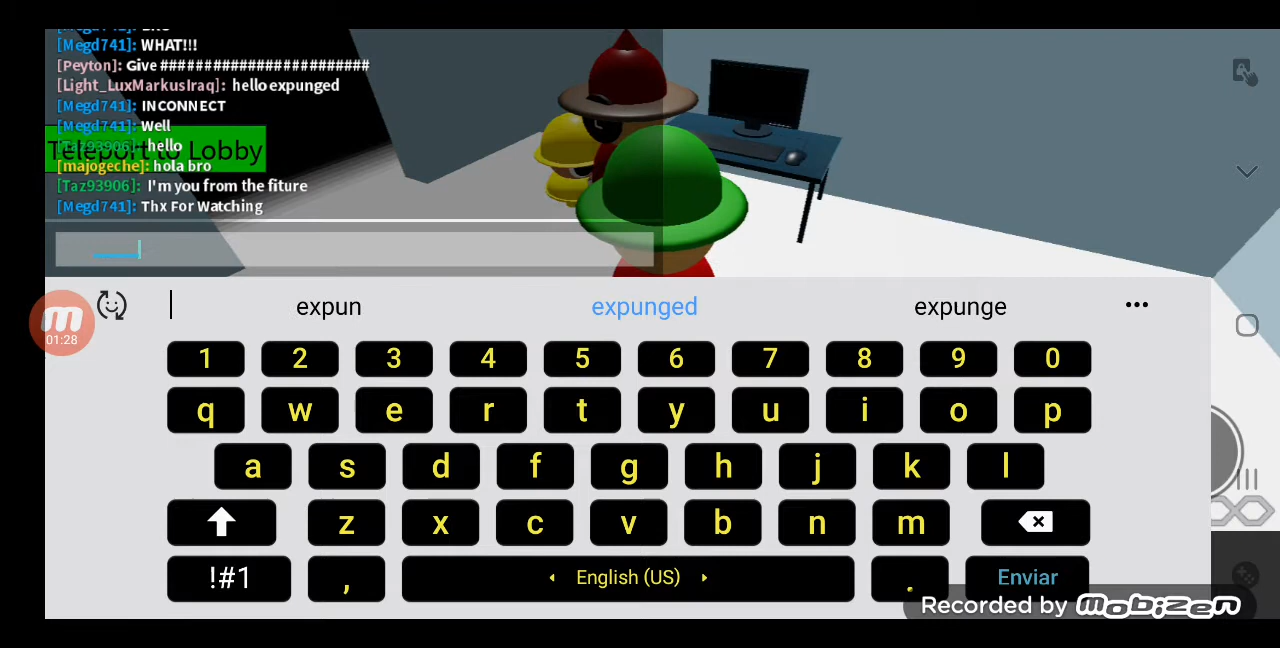 [Megd741]: WHAT!!!
[Peyton]: Give ########################
[Light_LuxMarkusIraq]: hello expunged
[Megd741]: INCONNECT
[Megd741]: Well
[Taz93906]: hello
Teleport to Lobby
[majogeche]: hola bro
[Taz93906]: I'm you from the fiture
[Megd741]: Thx For Watching
01:28
expun expunged expunge
1 2 3 4 5 6 7 8 9 0
q w e r t y u i o p
a s d f g h j k l
z x c v b n m
!#1 , English (US) . Enviar
Recorded by mobizen